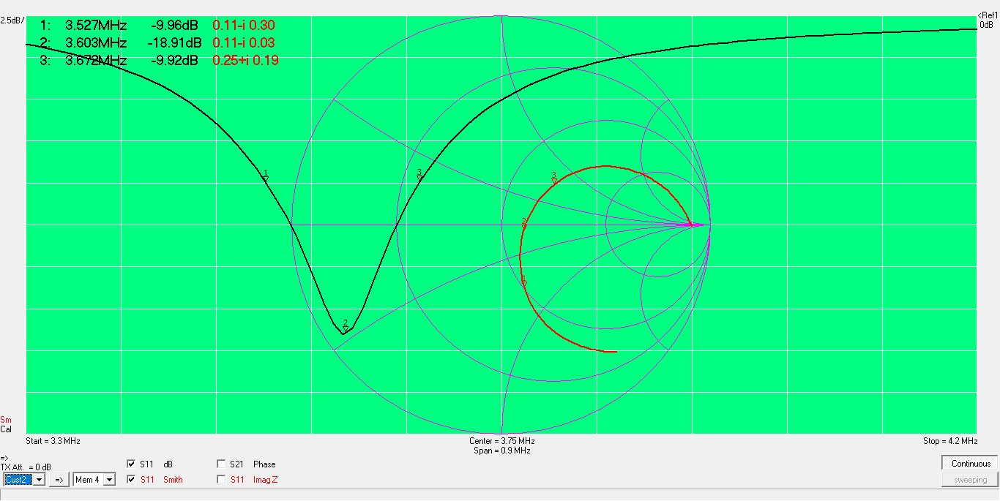 2.5dB/
<Ref1
0dB
1: 3.527MHz -9.96dB 0.11-i 0.30
2: 3.603MHz -18.91dB 0.11-i 0.03
3: 3.672MHz -9.92dB 0.25+i 0.19
1
3
2
3
2
1
Sm
Cal
Start = 3.3 MHz
Center = 3.75 MHz
Span = 0.9 MHz
Stop = 4.2 MHz
=>
TX Att. = 0 dB
S11 dB
S21 Phase
Continuous
Cust2
=>
Mem 4
S11 Smith
S11 Imag Z
sweeping